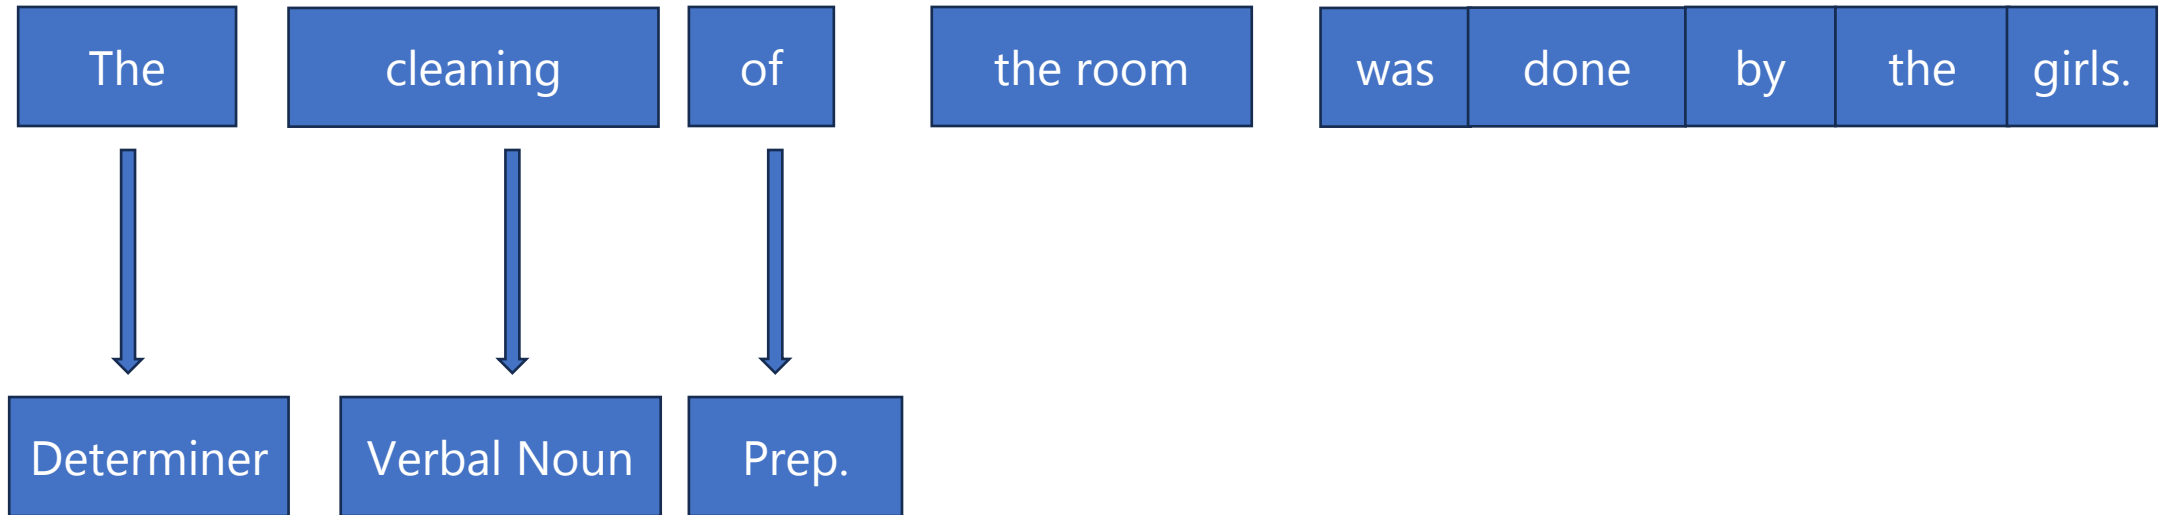 The cleaning of the room was done by the girls.
Determiner Verbal Noun Prep.